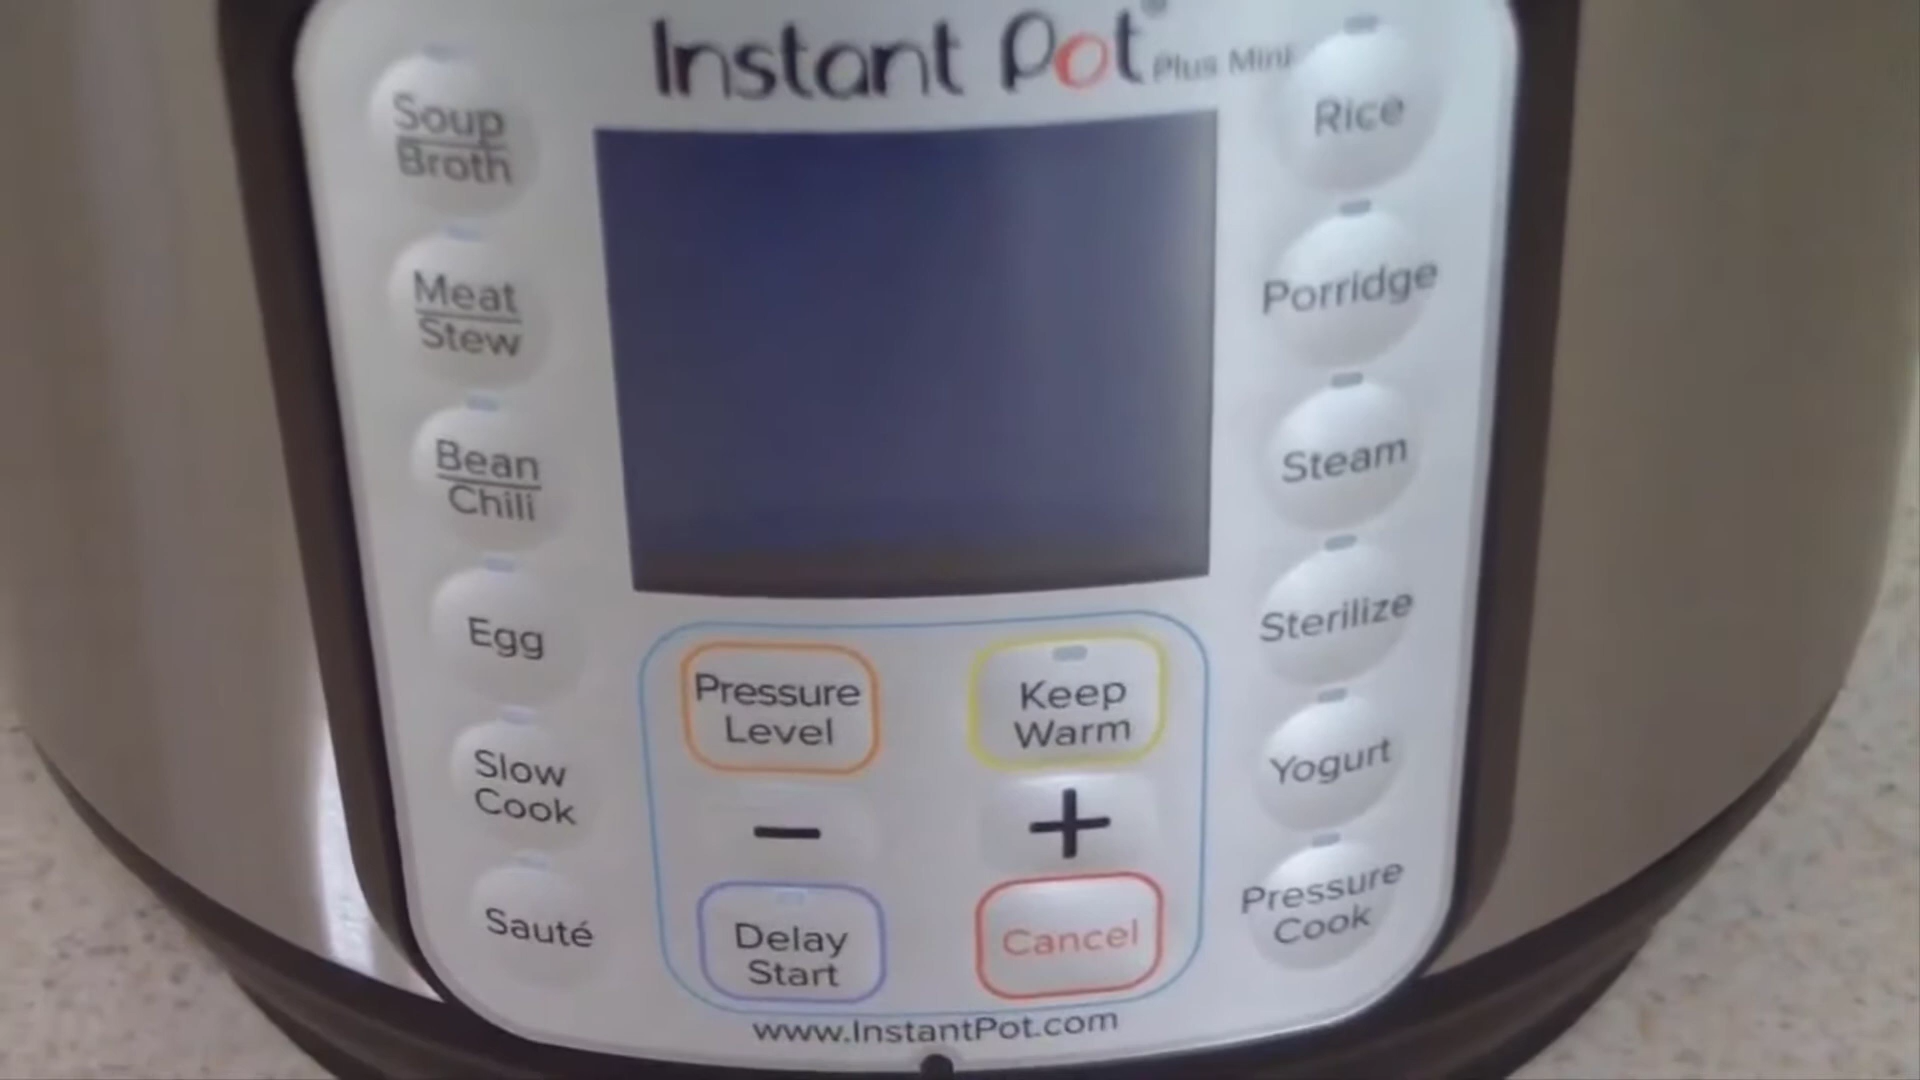 Instant Pot® Plus Mini
Soup
Broth
Meat
Stew
Bean
Chili
Egg
Slow
Cook
Sauté
Rice
Porridge
Steam
Sterilize
Yogurt
Pressure
Cook
Pressure
Level
Keep
Warm
− +
Delay
Start
Cancel
www.InstantPot.com